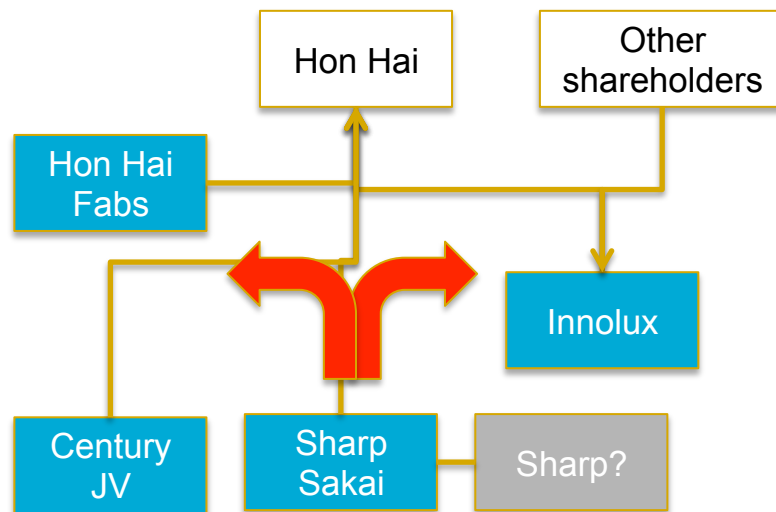 Hon Hai
Other
shareholders
Hon Hai
Fabs
Innolux
Century
JV
Sharp
Sakai
Sharp?